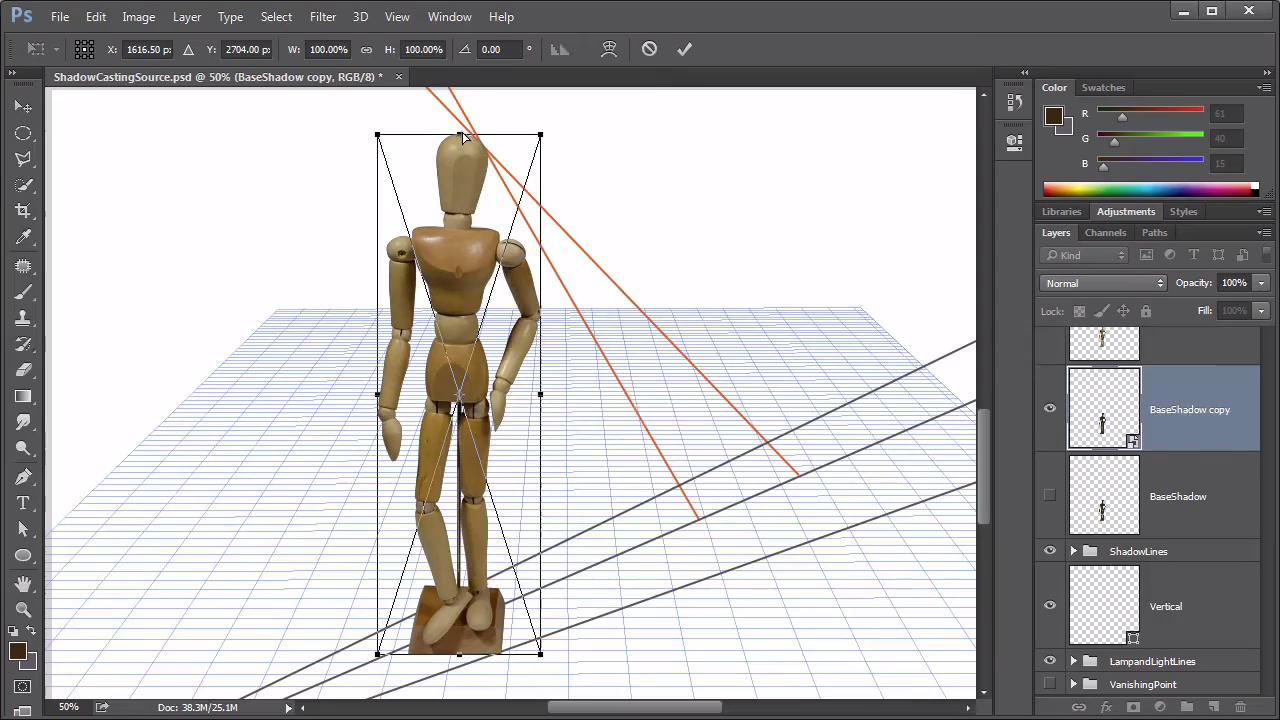 Ps File Edit Image Layer Type Select Filter 3D View Window Help
X: 1616.50 px Y: 2704.00 px W: 100.00% H: 100.00% 0.00 °
ShadowCastingSource.psd @ 50% (BaseShadow copy, RGB/8) * ×
Color Swatches
R 61
G 40
B 15
Libraries Adjustments Styles
Layers Channels Paths
Kind
Normal Opacity: 100%
Lock: Fill: 100%
BaseShadow copy
BaseShadow
ShadowLines
Vertical
LampandLightLines
VanishingPoint
50% Doc: 38.3M/25.1M